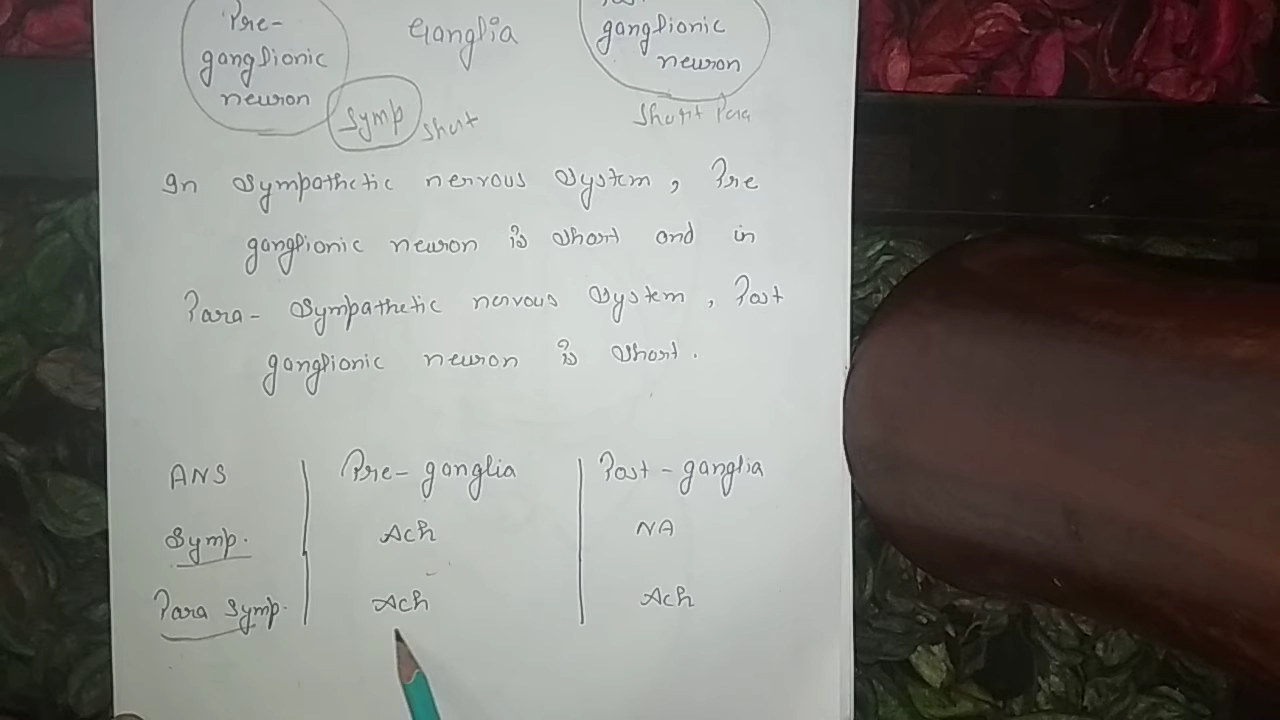 Pre-
ganglionic
neuron
Ganglia
ganglionic
neuron
Symp short
Short Para
In Sympathetic nervous system, Pre
ganglionic neuron is short and in
Para- Sympathetic nervous system, Post
ganglionic neuron is short.
ANS Pre-ganglia Post-ganglia
Symp. Ach NA
Para Symp. Ach Ach